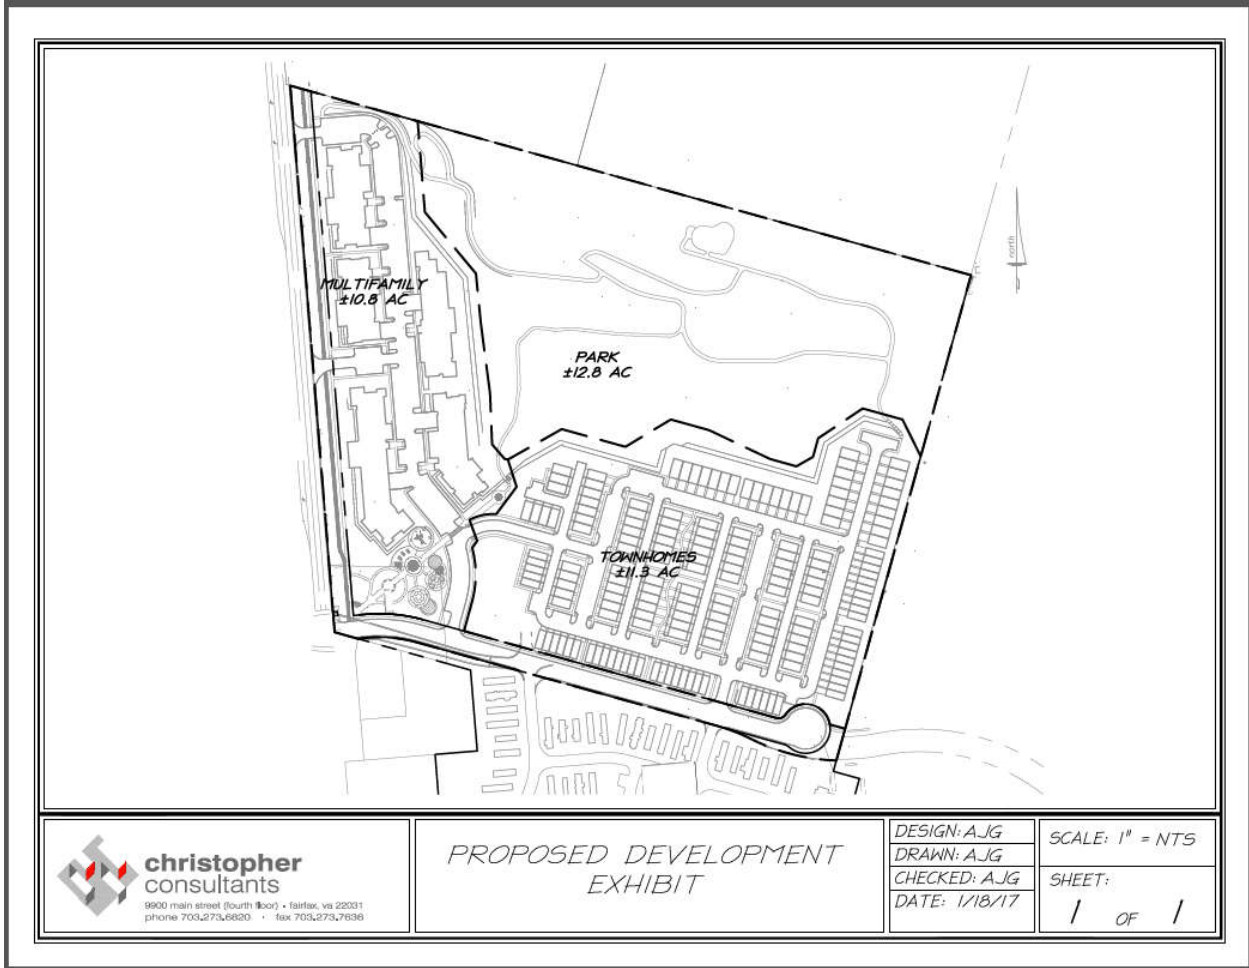 north
MULTIFAMILY
±10.8 AC
PARK
±12.8 AC
TOWNHOMES
±11.3 AC
christopher
consultants
9900 main street (fourth floor) • fairfax, va 22031
phone 703.273.6820 · fax 703.273.7636
PROPOSED DEVELOPMENT
EXHIBIT
DESIGN: AJG
DRAWN: AJG
CHECKED: AJG
DATE: 1/18/17
SCALE: 1" = NTS
SHEET:
1 OF 1